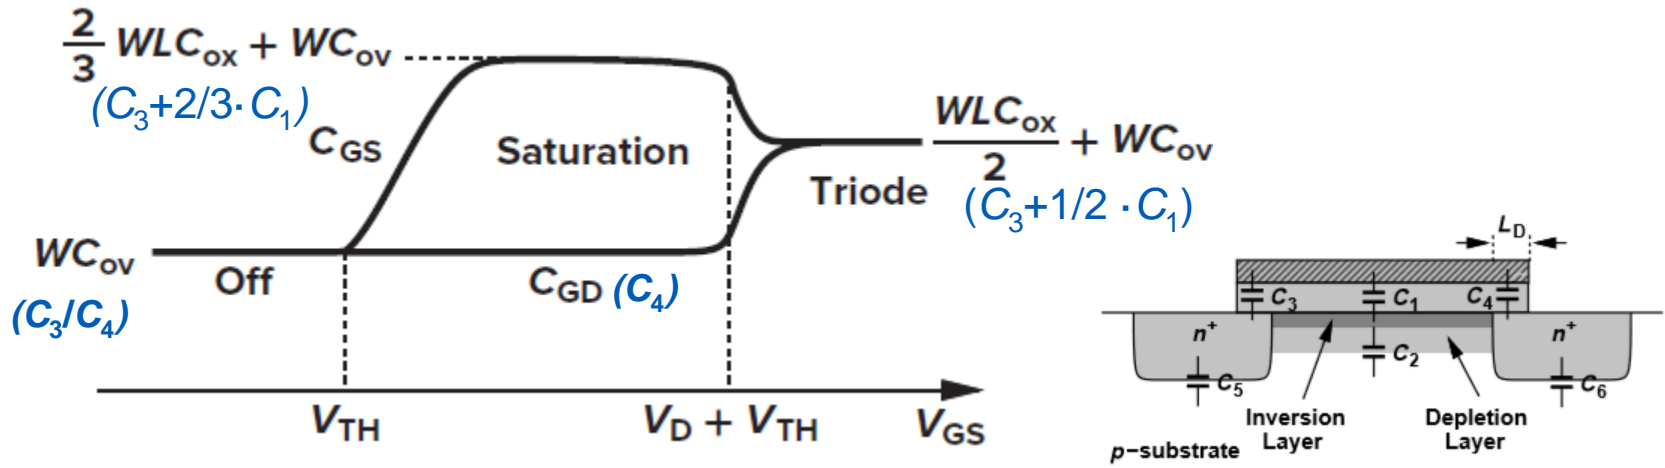 2/3 WLCox + WCov
(C3+2/3·C1)
CGS
Saturation
WLCox/2 + WCov
(C3+1/2 ·C1)
Triode
WCov
(C3/C4)
Off
CGD (C4)
VTH
VD + VTH
VGS
LD
C3
C1
C4
n+
n+
C2
C5
C6
Inversion
Layer
Depletion
Layer
p−substrate